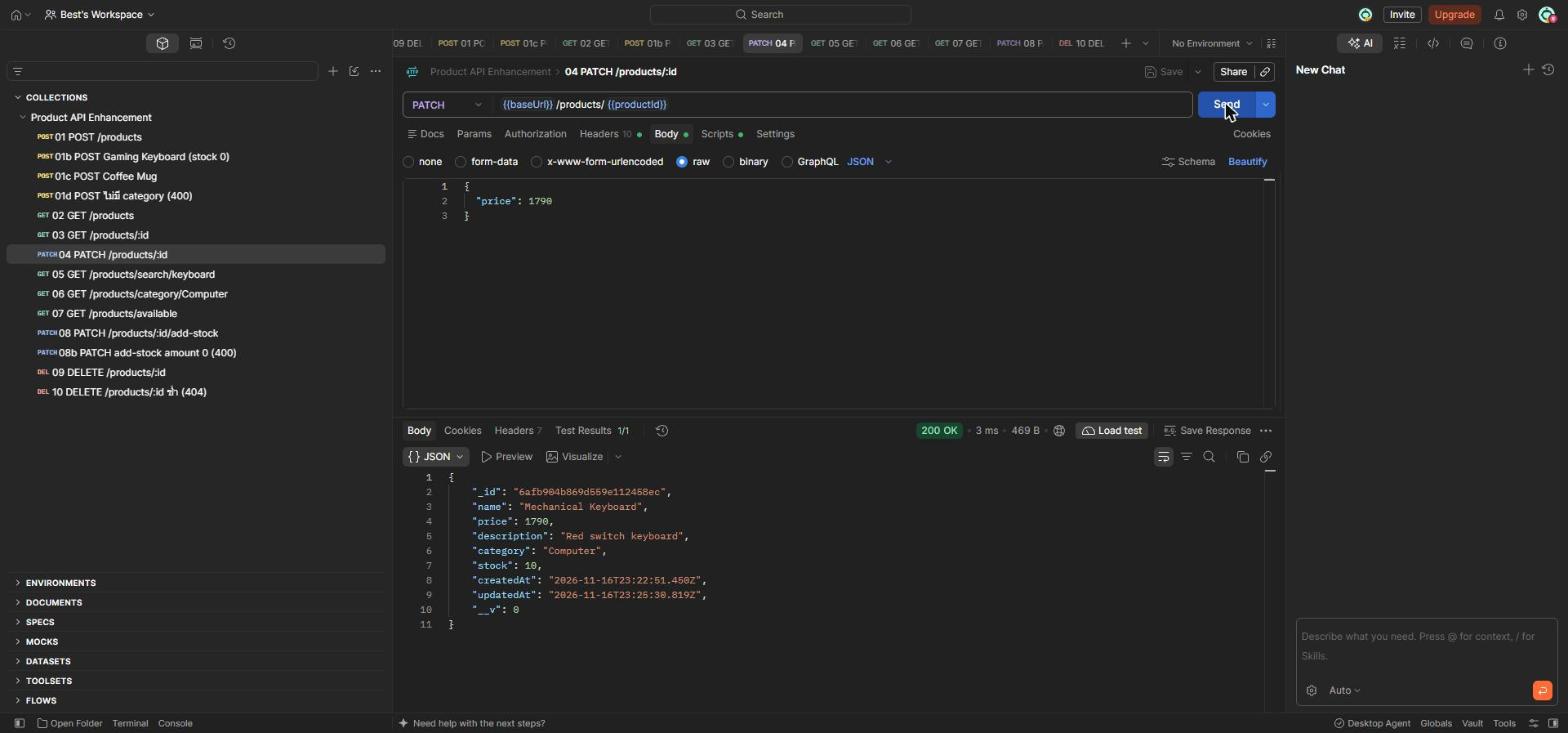 Best's Workspace
Search
Invite
Upgrade
09 DEL
POST 01 PC
POST 01c P
GET 02 GE
POST 01b P
GET 03 GE
PATCH 04 F
GET 05 GE
GET 06 GE
GET 07 GE
PATCH 08 F
DEL 10 DEL
No Environment
AI
Product API Enhancement > 04 PATCH /products/:id
Save
Share
New Chat
COLLECTIONS
Product API Enhancement
POST 01 POST /products
POST 01b POST Gaming Keyboard (stock 0)
POST 01c POST Coffee Mug
POST 01d POST ไม่มี category (400)
GET 02 GET /products
GET 03 GET /products/:id
PATCH 04 PATCH /products/:id
GET 05 GET /products/search/keyboard
GET 06 GET /products/category/Computer
GET 07 GET /products/available
PATCH 08 PATCH /products/:id/add-stock
PATCH 08b PATCH add-stock amount 0 (400)
DEL 09 DELETE /products/:id
DEL 10 DELETE /products/:id ซ้ำ (404)
PATCH
{{baseUrl}} /products/ {{productId}}
Send
Docs
Params
Authorization
Headers 10
Body
Scripts
Settings
Cookies
none
form-data
x-www-form-urlencoded
raw
binary
GraphQL
JSON
Schema
Beautify
1 {
2 "price": 1790
3 }
Body
Cookies
Headers 7
Test Results 1/1
200 OK
3 ms
469 B
Load test
Save Response
{} JSON
Preview
Visualize
1 {
2 "_id": "6afb904b869d559e112458ec",
3 "name": "Mechanical Keyboard",
4 "price": 1790,
5 "description": "Red switch keyboard",
6 "category": "Computer",
7 "stock": 10,
8 "createdAt": "2026-11-16T23:22:51.450Z",
9 "updatedAt": "2026-11-16T23:25:30.819Z",
10 "__v": 0
11 }
ENVIRONMENTS
DOCUMENTS
SPECS
MOCKS
DATASETS
TOOLSETS
FLOWS
Describe what you need. Press @ for context, / for
Skills.
Auto
Open Folder
Terminal
Console
Need help with the next steps?
Desktop Agent
Globals
Vault
Tools